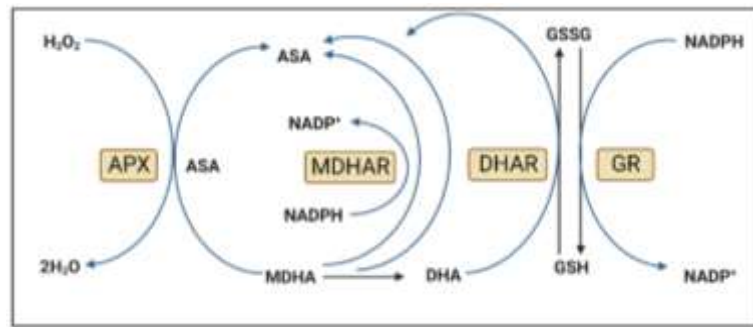 H₂O₂
GSSG
NADPH
ASA
NADP⁺
APX
ASA
MDHAR
DHAR
GR
NADPH
2H₂O
MDHA
DHA
GSH
NADP⁺